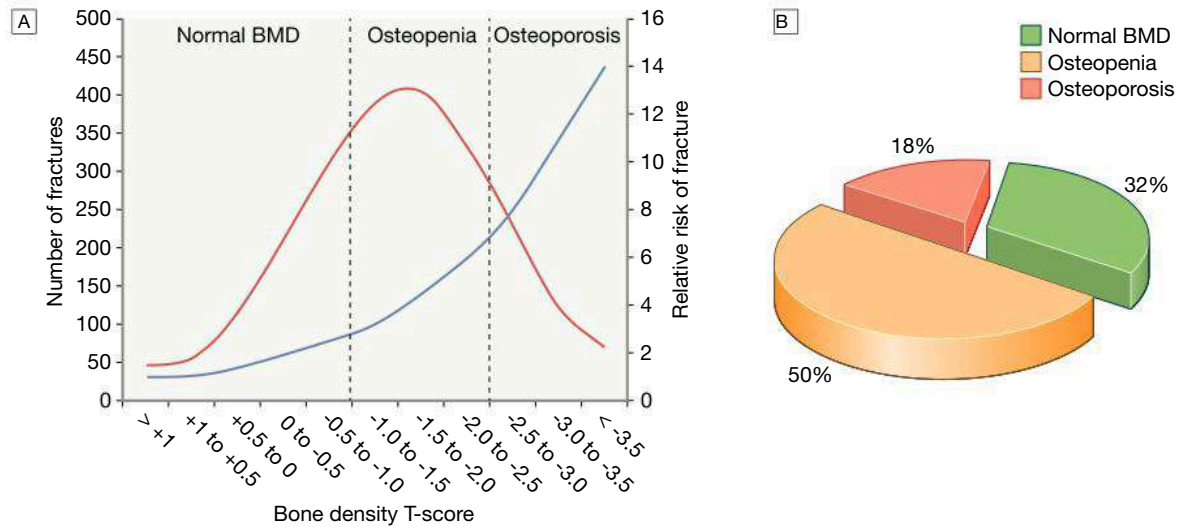 A
500
450
400
350
300
250
200
150
100
50
0
Number of fractures
Normal BMD
Osteopenia
Osteoporosis
16
14
12
10
8
6
4
2
0
Relative risk of fracture
> +1
+1 to +0.5
+0.5 to 0
0 to -0.5
-0.5 to -1.0
-1.0 to -1.5
-1.5 to -2.0
-2.0 to -2.5
-2.5 to -3.0
-3.0 to -3.5
< -3.5
Bone density T-score
B
Normal BMD
Osteopenia
Osteoporosis
18%
32%
50%